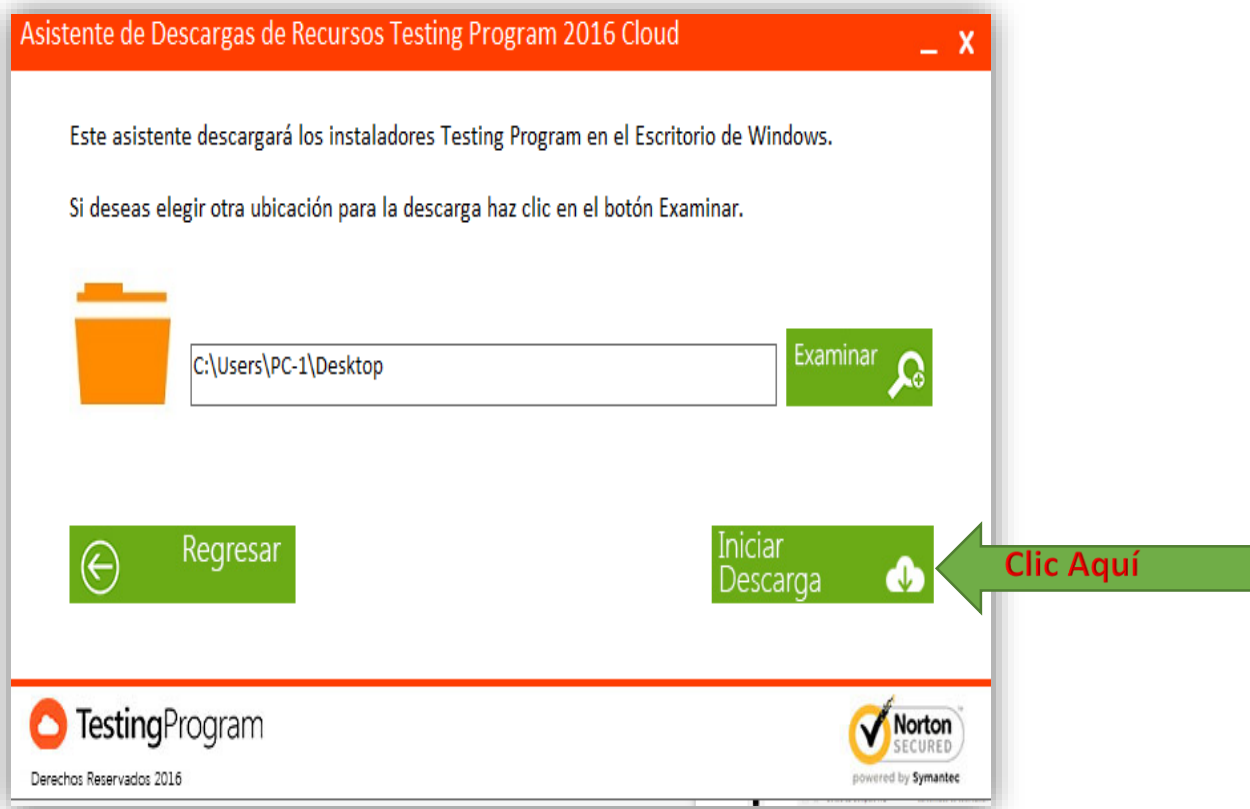 Asistente de Descargas de Recursos Testing Program 2016 Cloud
_ X
Este asistente descargará los instaladores Testing Program en el Escritorio de Windows.
Si deseas elegir otra ubicación para la descarga haz clic en el botón Examinar.
C:\Users\PC-1\Desktop
Examinar
Regresar
Iniciar
Descarga
Clic Aquí
TestingProgram
Derechos Reservados 2016
Norton
SECURED
powered by Symantec